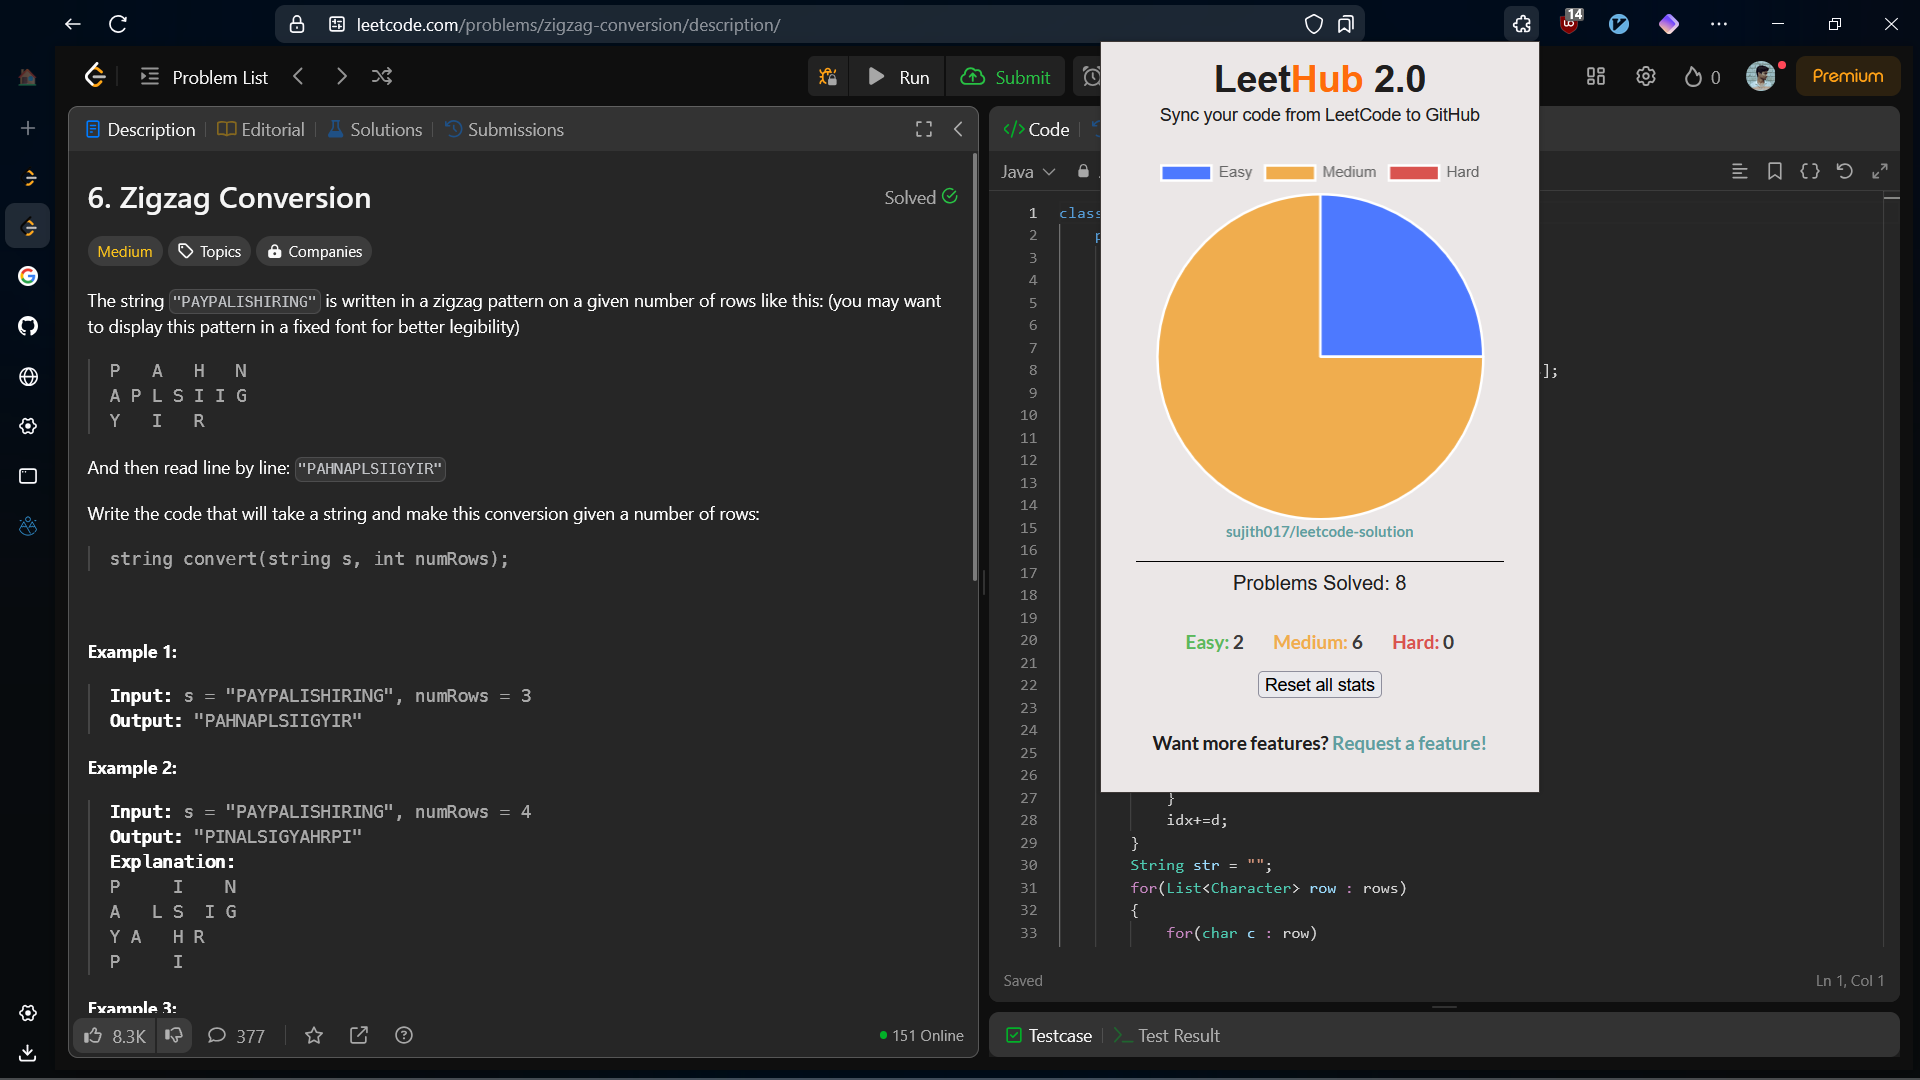 leetcode.com/problems/zigzag-conversion/description/
14
Problem List
Run
Submit
0
Premium
Description
Editorial
Solutions
Submissions
6. Zigzag Conversion
Solved
Medium
Topics
Companies
The string "PAYPALISHIRING" is written in a zigzag pattern on a given number of rows like this: (you may want
to display this pattern in a fixed font for better legibility)
P A H N
A P L S I I G
Y I R
And then read line by line: "PAHNAPLSIIGYIR"
Write the code that will take a string and make this conversion given a number of rows:
string convert(string s, int numRows);
Example 1:
Input: s = "PAYPALISHIRING", numRows = 3
Output: "PAHNAPLSIIGYIR"
Example 2:
Input: s = "PAYPALISHIRING", numRows = 4
Output: "PINALSIGYAHRPI"
Explanation:
P I N
A L S I G
Y A H R
P I
Example 3:
8.3K
377
151 Online
</> Code
Java
1 class
2 p
3
4
5
6
7
8 ];
9
10
11
12
13
14
15
16
17
18
19
20
21
22
23
24
25
26
27 }
28 idx+=d;
29 }
30 String str = "";
31 for(List<Character> row : rows)
32 {
33 for(char c : row)
Saved
Ln 1, Col 1
Testcase
Test Result
LeetHub 2.0
Sync your code from LeetCode to GitHub
Easy Medium Hard
sujith017/leetcode-solution
Problems Solved: 8
Easy: 2 Medium: 6 Hard: 0
Reset all stats
Want more features? Request a feature!